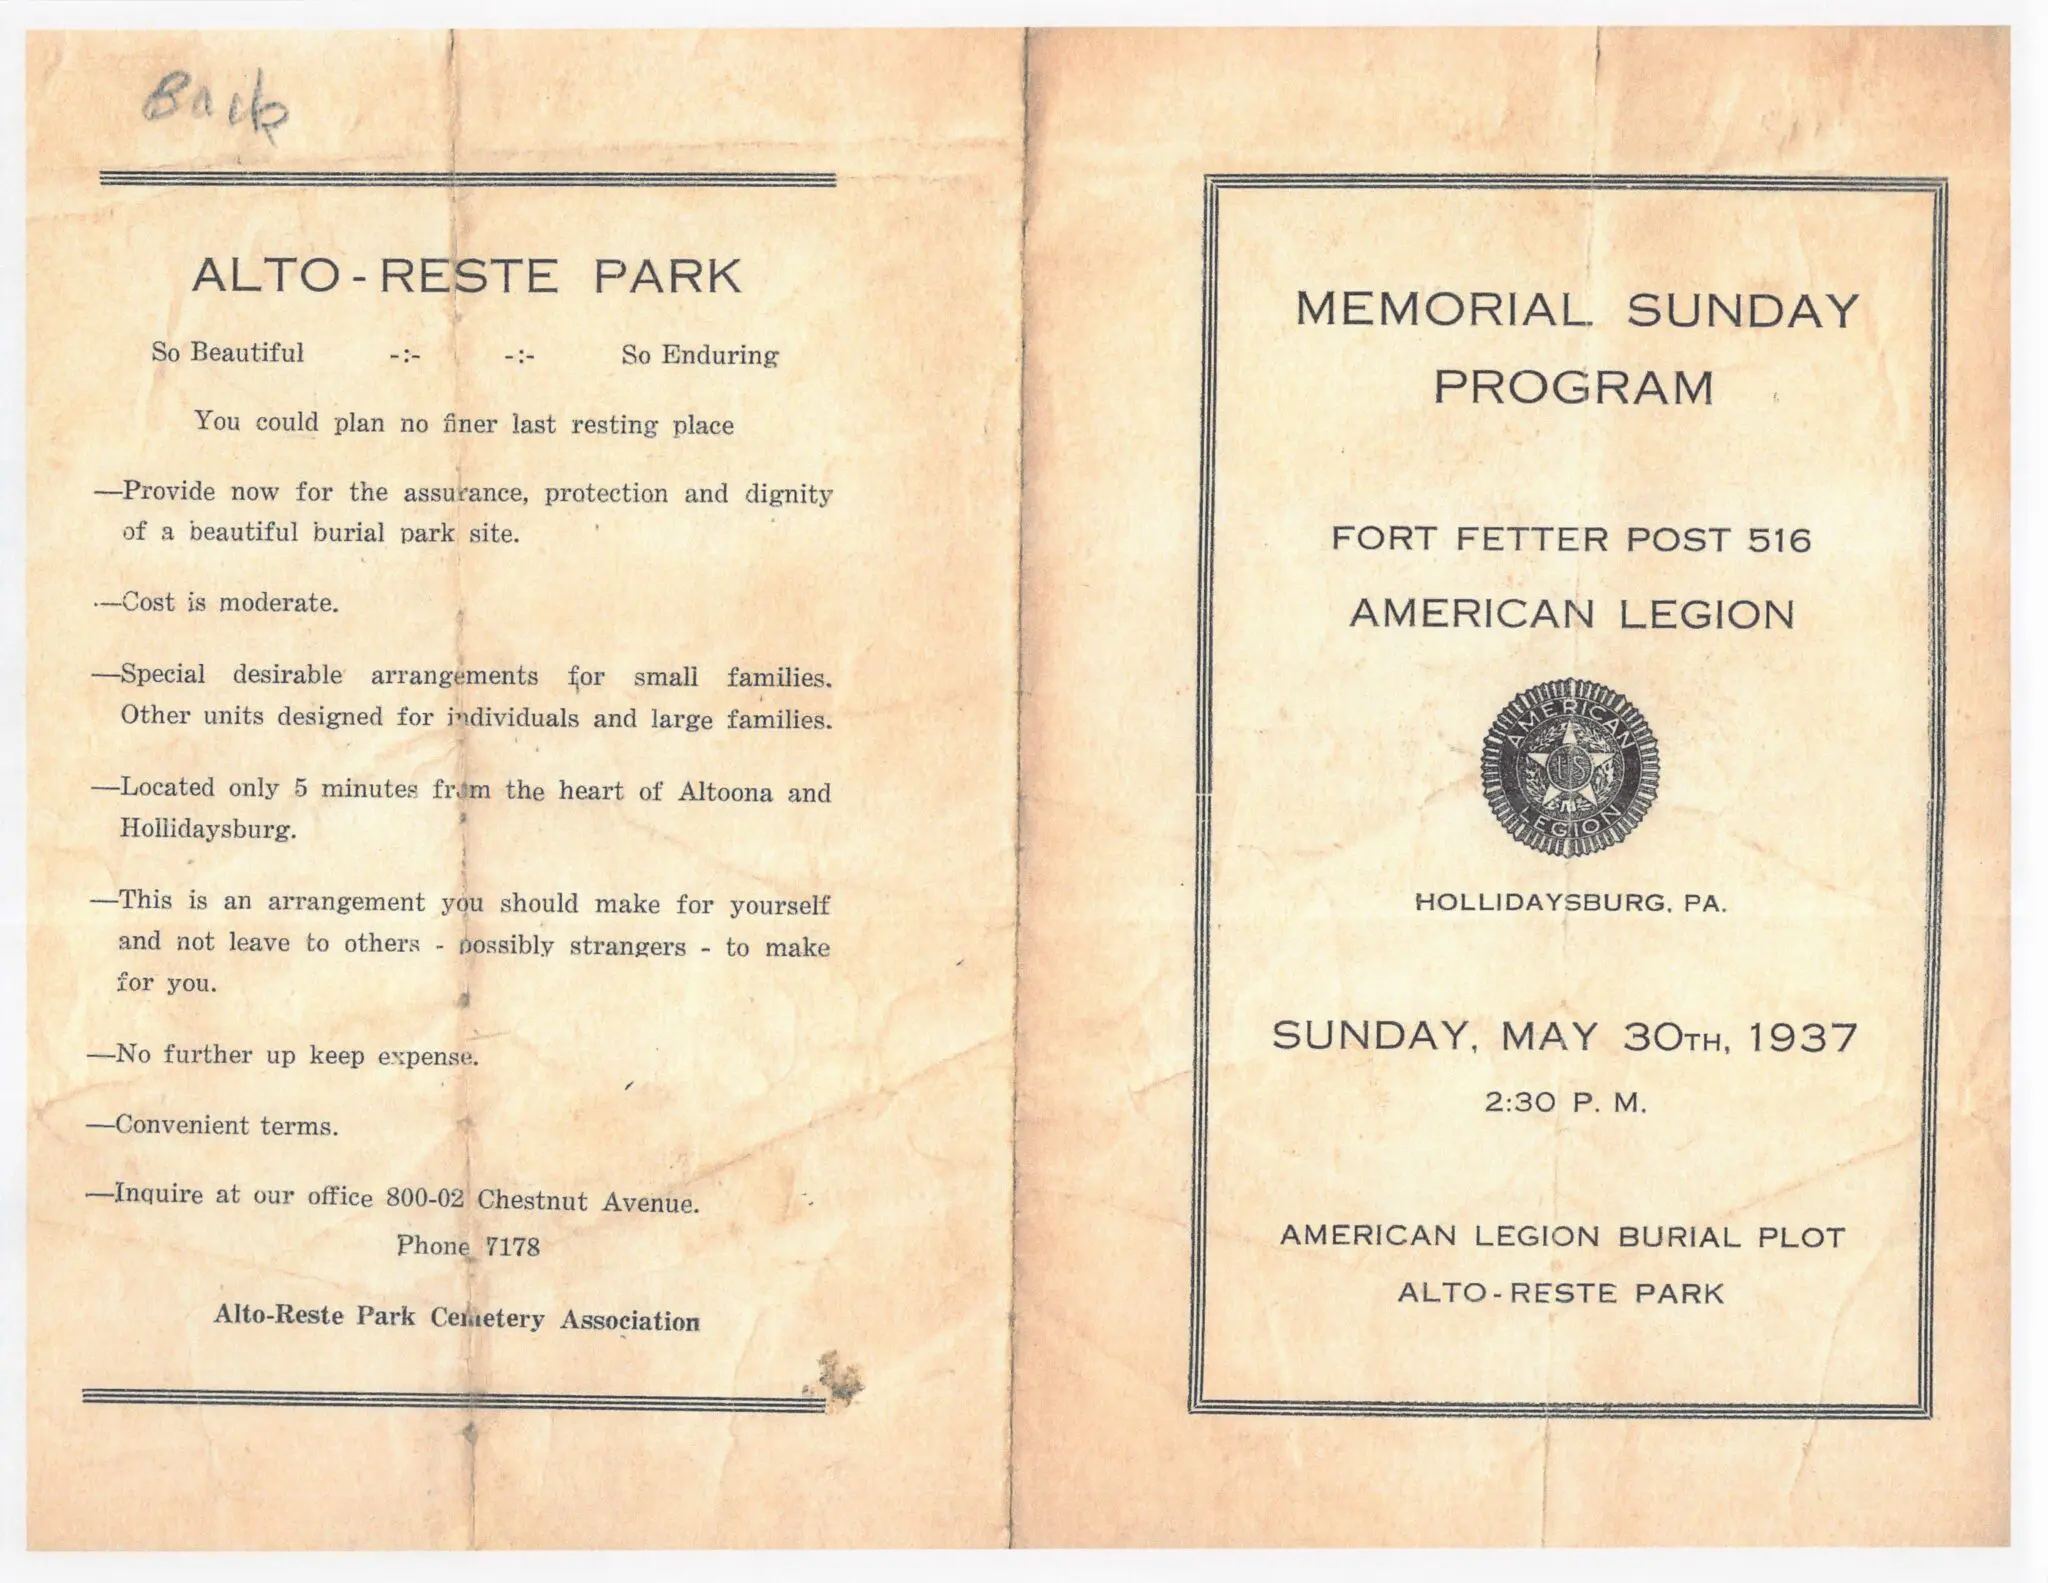 Back
ALTO-RESTE PARK
So Beautiful -:- -:- So Enduring
You could plan no finer last resting place
—Provide now for the assurance, protection and dignity
of a beautiful burial park site.
—Cost is moderate.
—Special desirable arrangements for small families.
Other units designed for individuals and large families.
—Located only 5 minutes from the heart of Altoona and
Hollidaysburg.
—This is an arrangement you should make for yourself
and not leave to others - possibly strangers - to make
for you.
—No further up keep expense.
—Convenient terms.
—Inquire at our office 800-02 Chestnut Avenue.
Phone 7178
Alto-Reste Park Cemetery Association
MEMORIAL SUNDAY
PROGRAM
FORT FETTER POST 516
AMERICAN LEGION
AMERICAN
US
LEGION
HOLLIDAYSBURG, PA.
SUNDAY, MAY 30TH, 1937
2:30 P. M.
AMERICAN LEGION BURIAL PLOT
ALTO-RESTE PARK